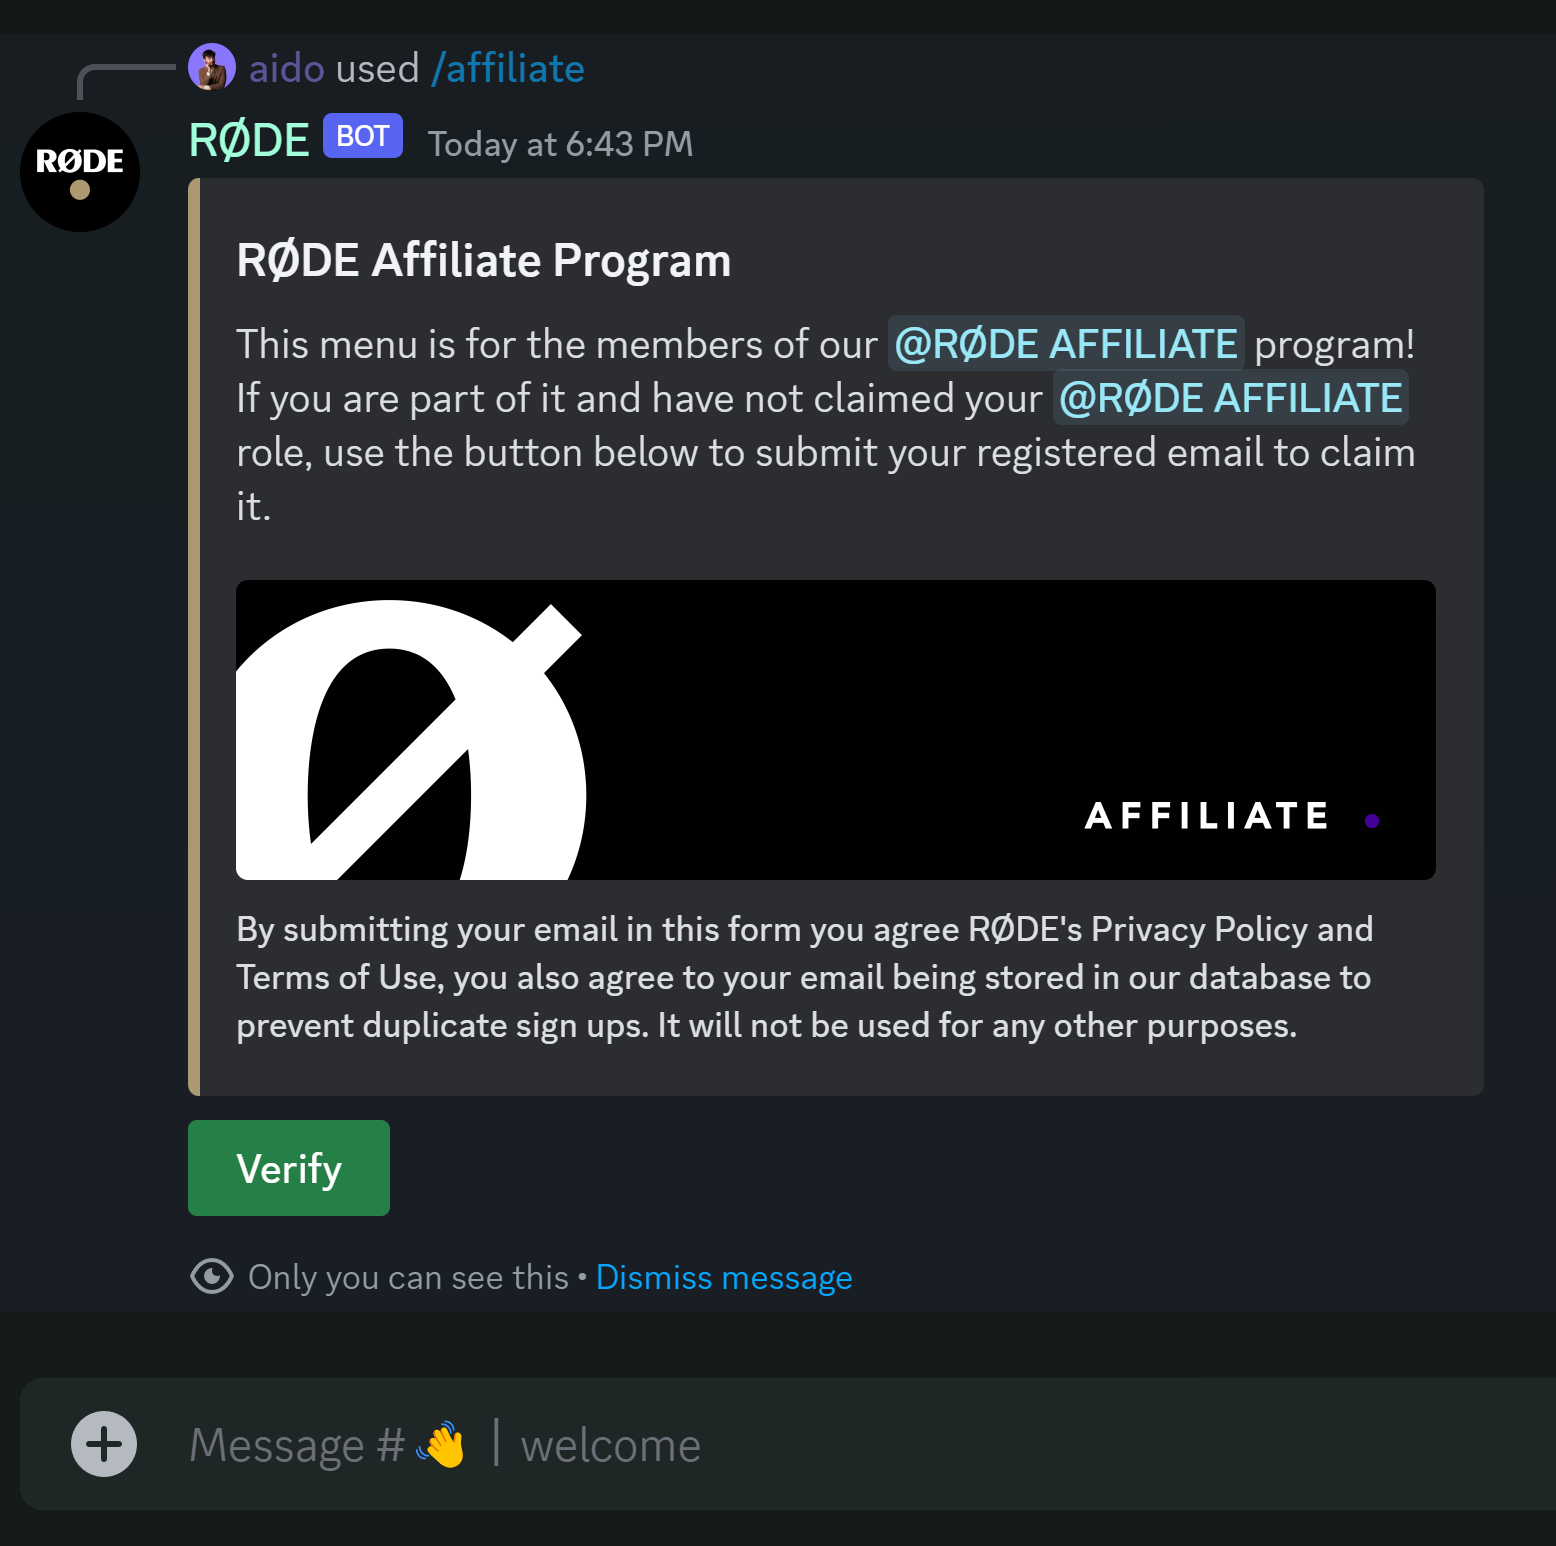 aido used /affiliate
RØDE BOT Today at 6:43 PM
RØDE
RØDE Affiliate Program
This menu is for the members of our @RØDE AFFILIATE program!
If you are part of it and have not claimed your @RØDE AFFILIATE
role, use the button below to submit your registered email to claim
it.
Ø
AFFILIATE
By submitting your email in this form you agree RØDE's Privacy Policy and
Terms of Use, you also agree to your email being stored in our database to
prevent duplicate sign ups. It will not be used for any other purposes.
Verify
Only you can see this • Dismiss message
Message #👋 | welcome